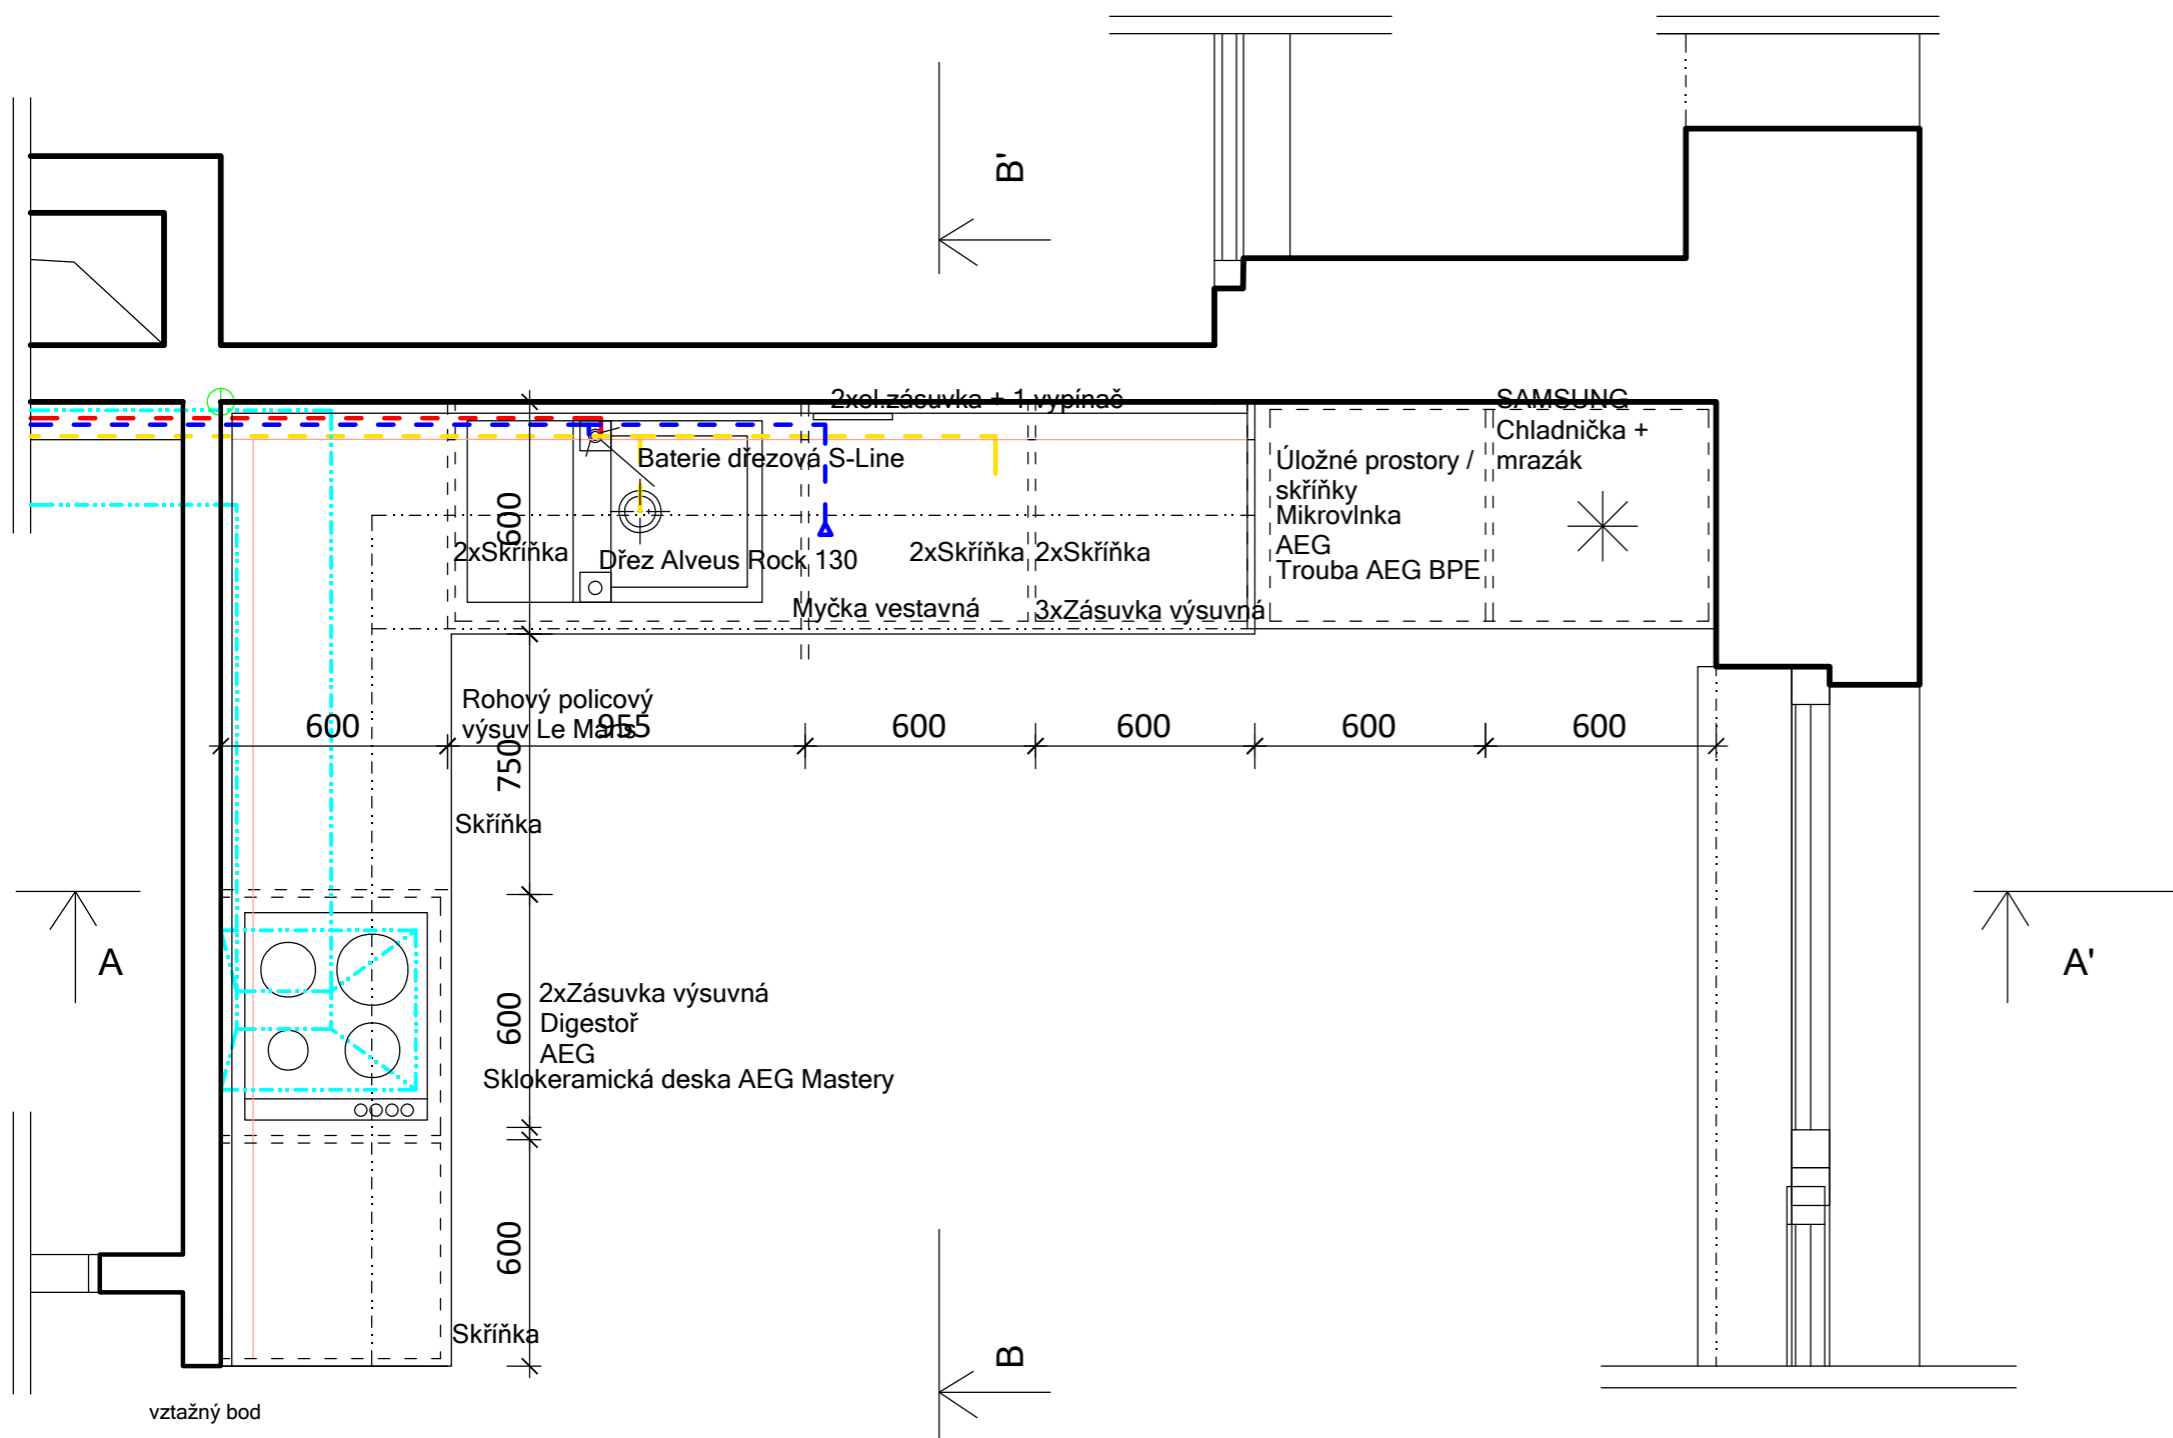 B'
2xel.zásuvka + 1 vypínač
SAMSUNG
Chladnička +
mrazák
Baterie dřezová S-Line
Úložné prostory /
skříňky
Mikrovlnka
AEG
Trouba AEG BPE
600
2xSkříňka
Dřez Alveus Rock 130
2xSkříňka
2xSkříňka
Myčka vestavná
3xZásuvka výsuvná
Rohový policový
výsuv Le Mans
600
955
600
600
600
600
750
Skříňka
A
A'
600
2xZásuvka výsuvná
Digestoř
AEG
Sklokeramická deska AEG Mastery
600
Skříňka
B
vztažný bod